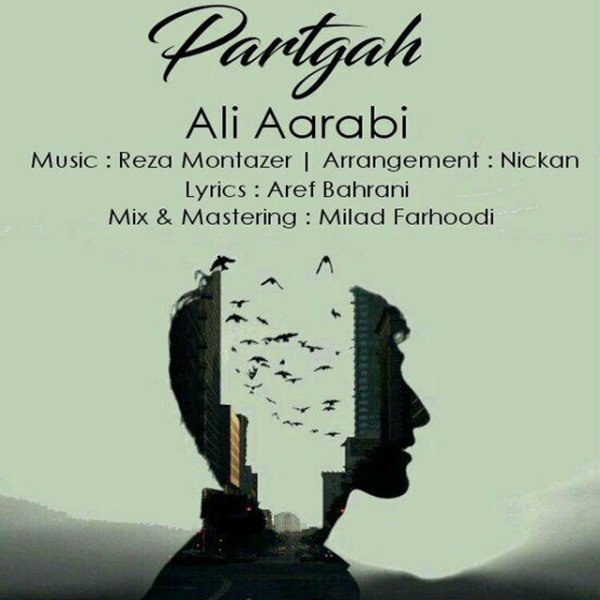 Partgah
Ali Aarabi
Music : Reza Montazer | Arrangement : Nickan
Lyrics : Aref Bahrani
Mix & Mastering : Milad Farhoodi